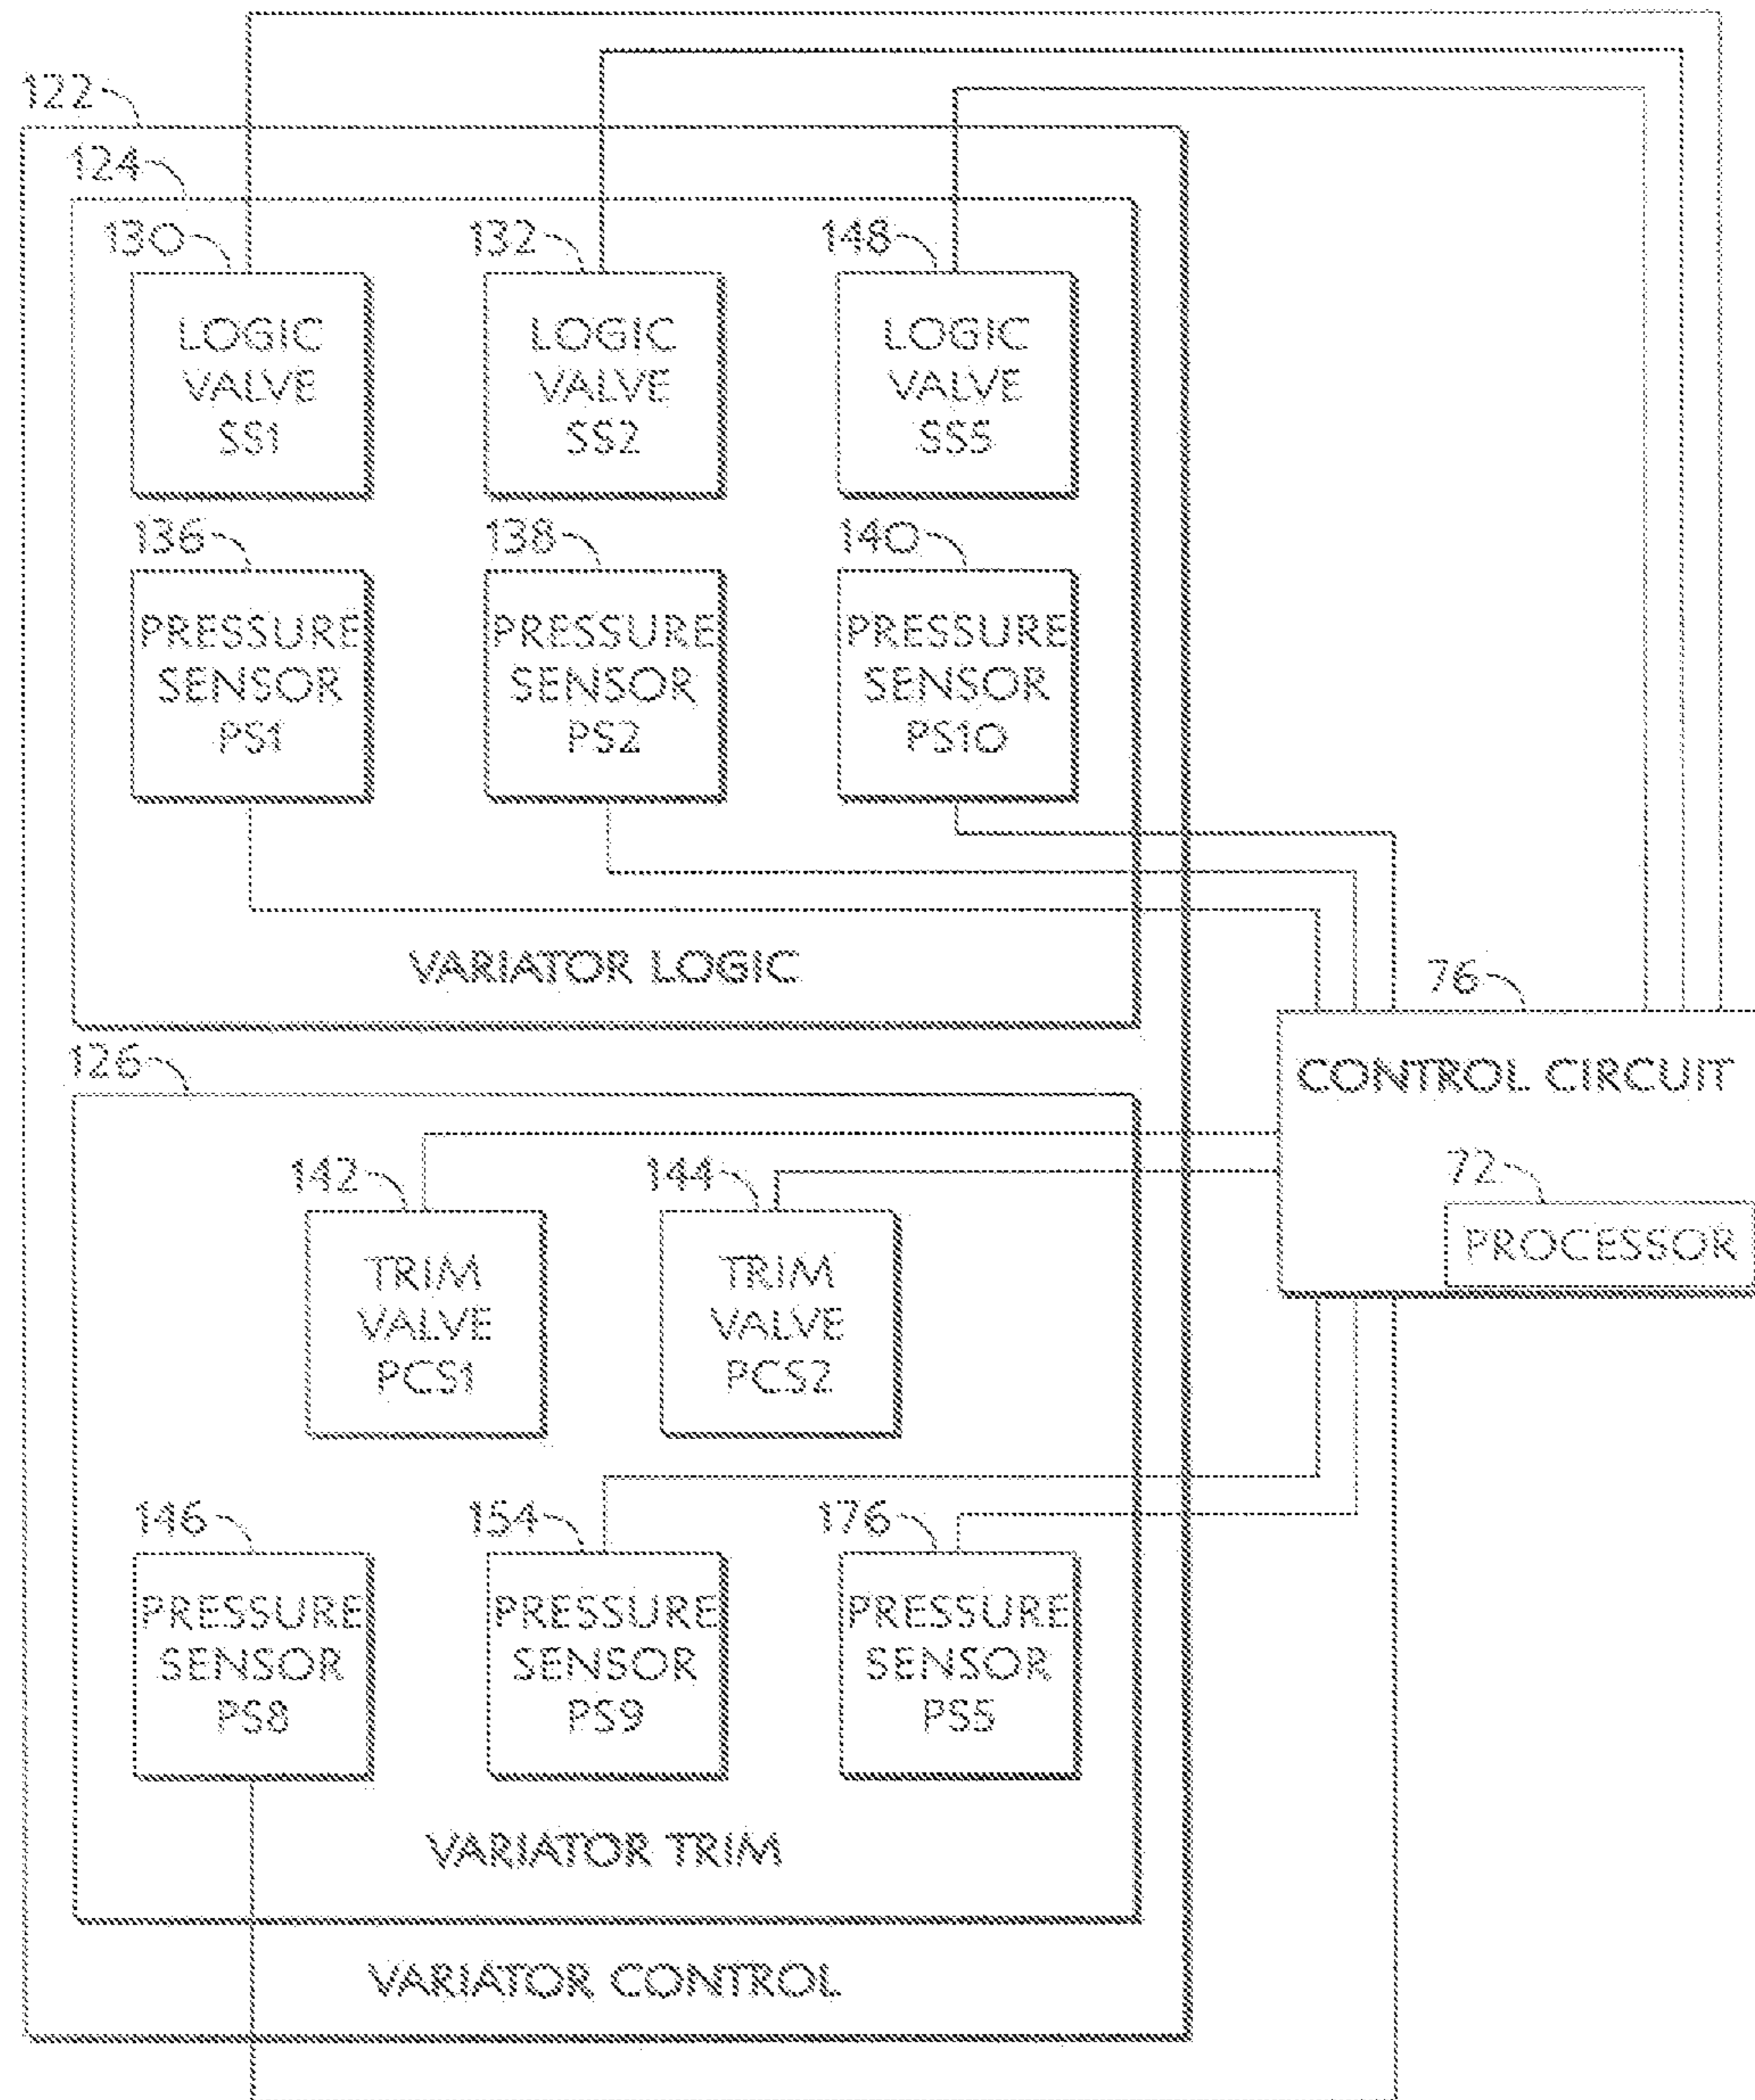 122
124
130
132
148
LOGIC
VALVE
SS1
LOGIC
VALVE
SS2
LOGIC
VALVE
SS5
136
138
140
PRESSURE
SENSOR
PS1
PRESSURE
SENSOR
PS2
PRESSURE
SENSOR
PS10
VARIATOR LOGIC
76
CONTROL CIRCUIT
72
PROCESSOR
126
142
144
TRIM
VALVE
PCS1
TRIM
VALVE
PCS2
146
154
176
PRESSURE
SENSOR
PS8
PRESSURE
SENSOR
PS9
PRESSURE
SENSOR
PS5
VARIATOR TRIM
VARIATOR CONTROL